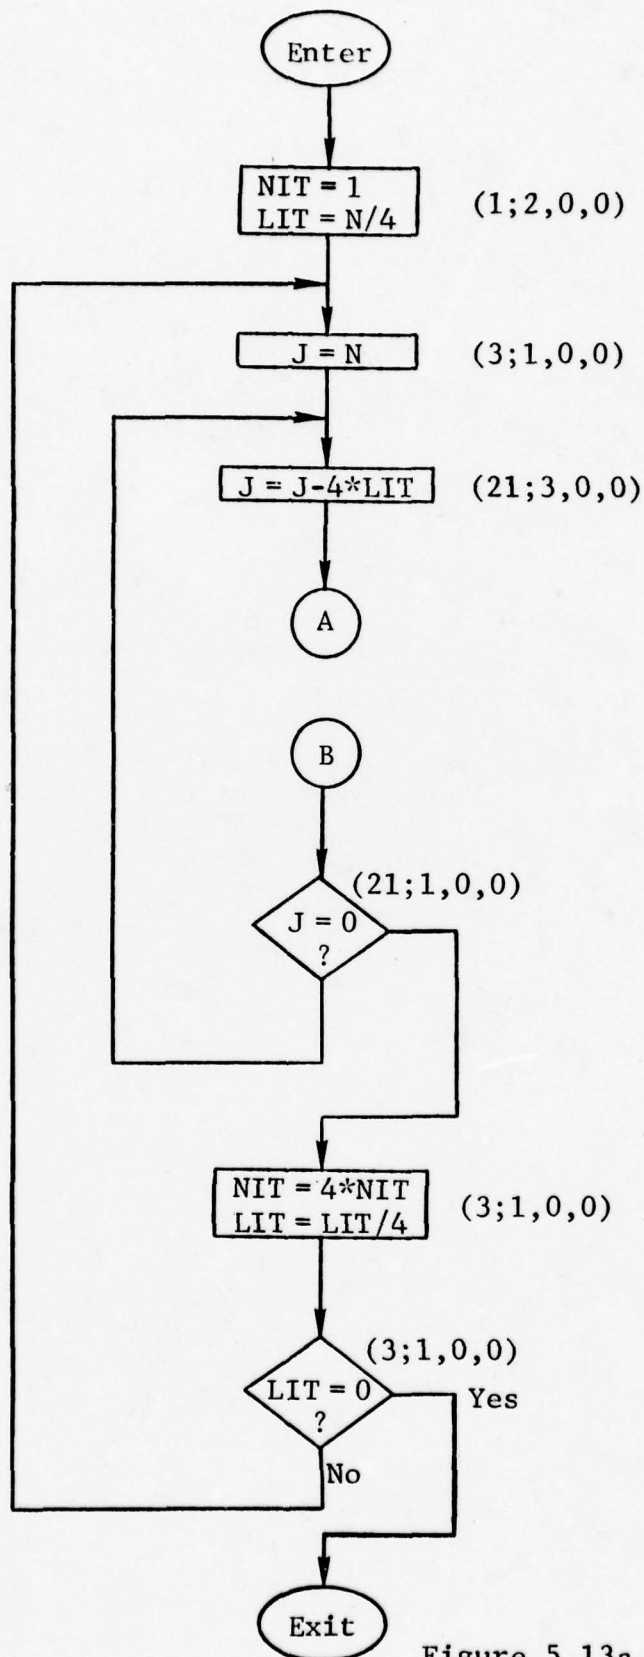 Enter
NIT = 1
LIT = N/4
(1;2,0,0)
J = N
(3;1,0,0)
J = J-4*LIT
(21;3,0,0)
A
B
(21;1,0,0)
J = 0
?
NIT = 4*NIT
LIT = LIT/4
(3;1,0,0)
(3;1,0,0)
LIT = 0
?
Yes
No
Exit
Figure 5.13a